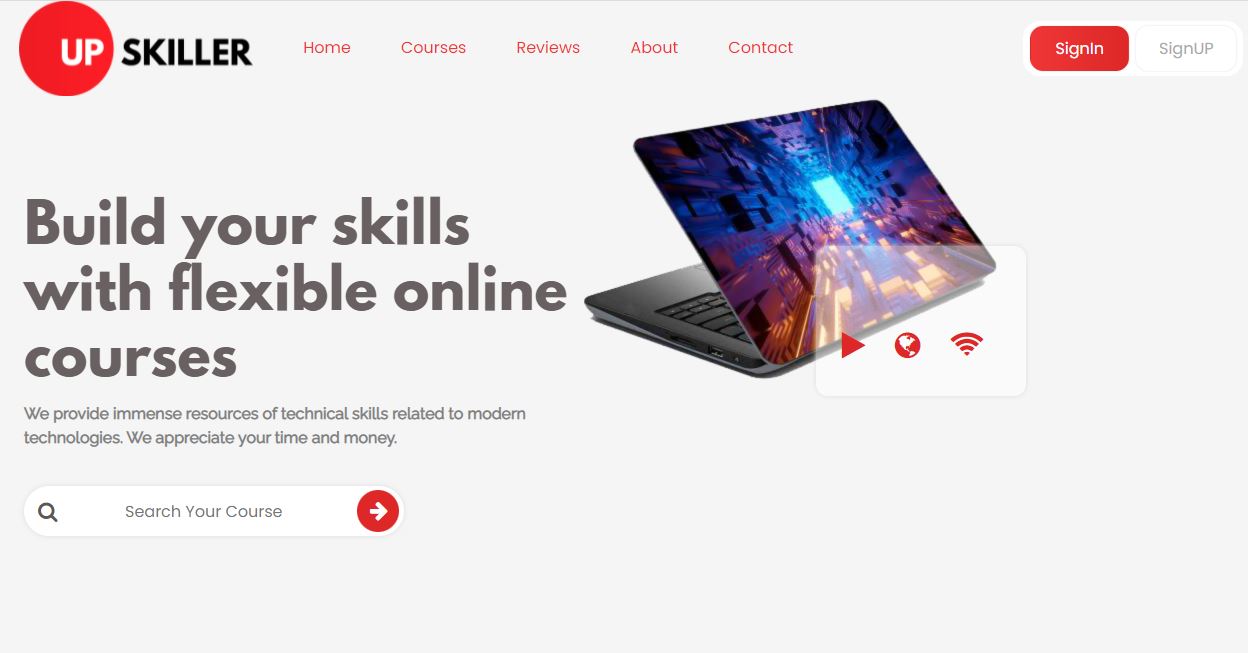 UP SKILLER
Home Courses Reviews About Contact
SignIn SignUP
Build your skills
with flexible online
courses
We provide immense resources of technical skills related to modern
technologies. We appreciate your time and money.
Search Your Course